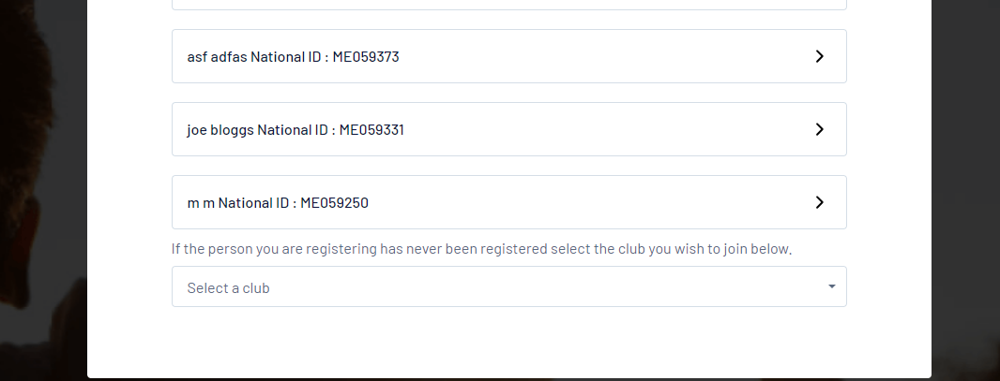 asf adfas National ID : ME059373
joe bloggs National ID : ME059331
m m National ID : ME059250
If the person you are registering has never been registered select the club you wish to join below.
Select a club